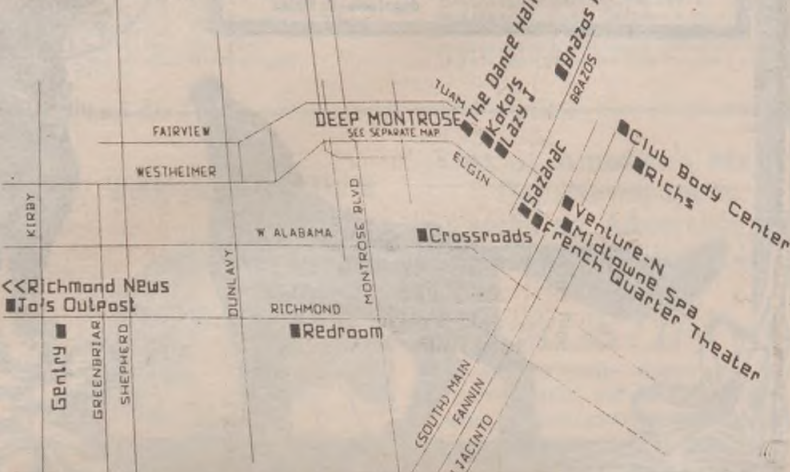 The Dance Hall
KoKo's
Lazy J
Brazos
BRAZOS
TUAM
DEEP MONTROSE
SEE SEPARATE MAP
FAIRVIEW
WESTHEIMER
ELGIN
Sazarac
Club Body Center
Richs
Venture-N
Midtowne Spa
French Quarter Theater
KIRBY
W ALABAMA
MONTROSE BLVD
Crossroads
DUNLAVY
<<Richmond News
Jo's Outpost
RICHMOND
Redroom
Gentry
GREENBRIAR
SHEPHERD
(SOUTH) MAIN
FANNIN
JACINTO